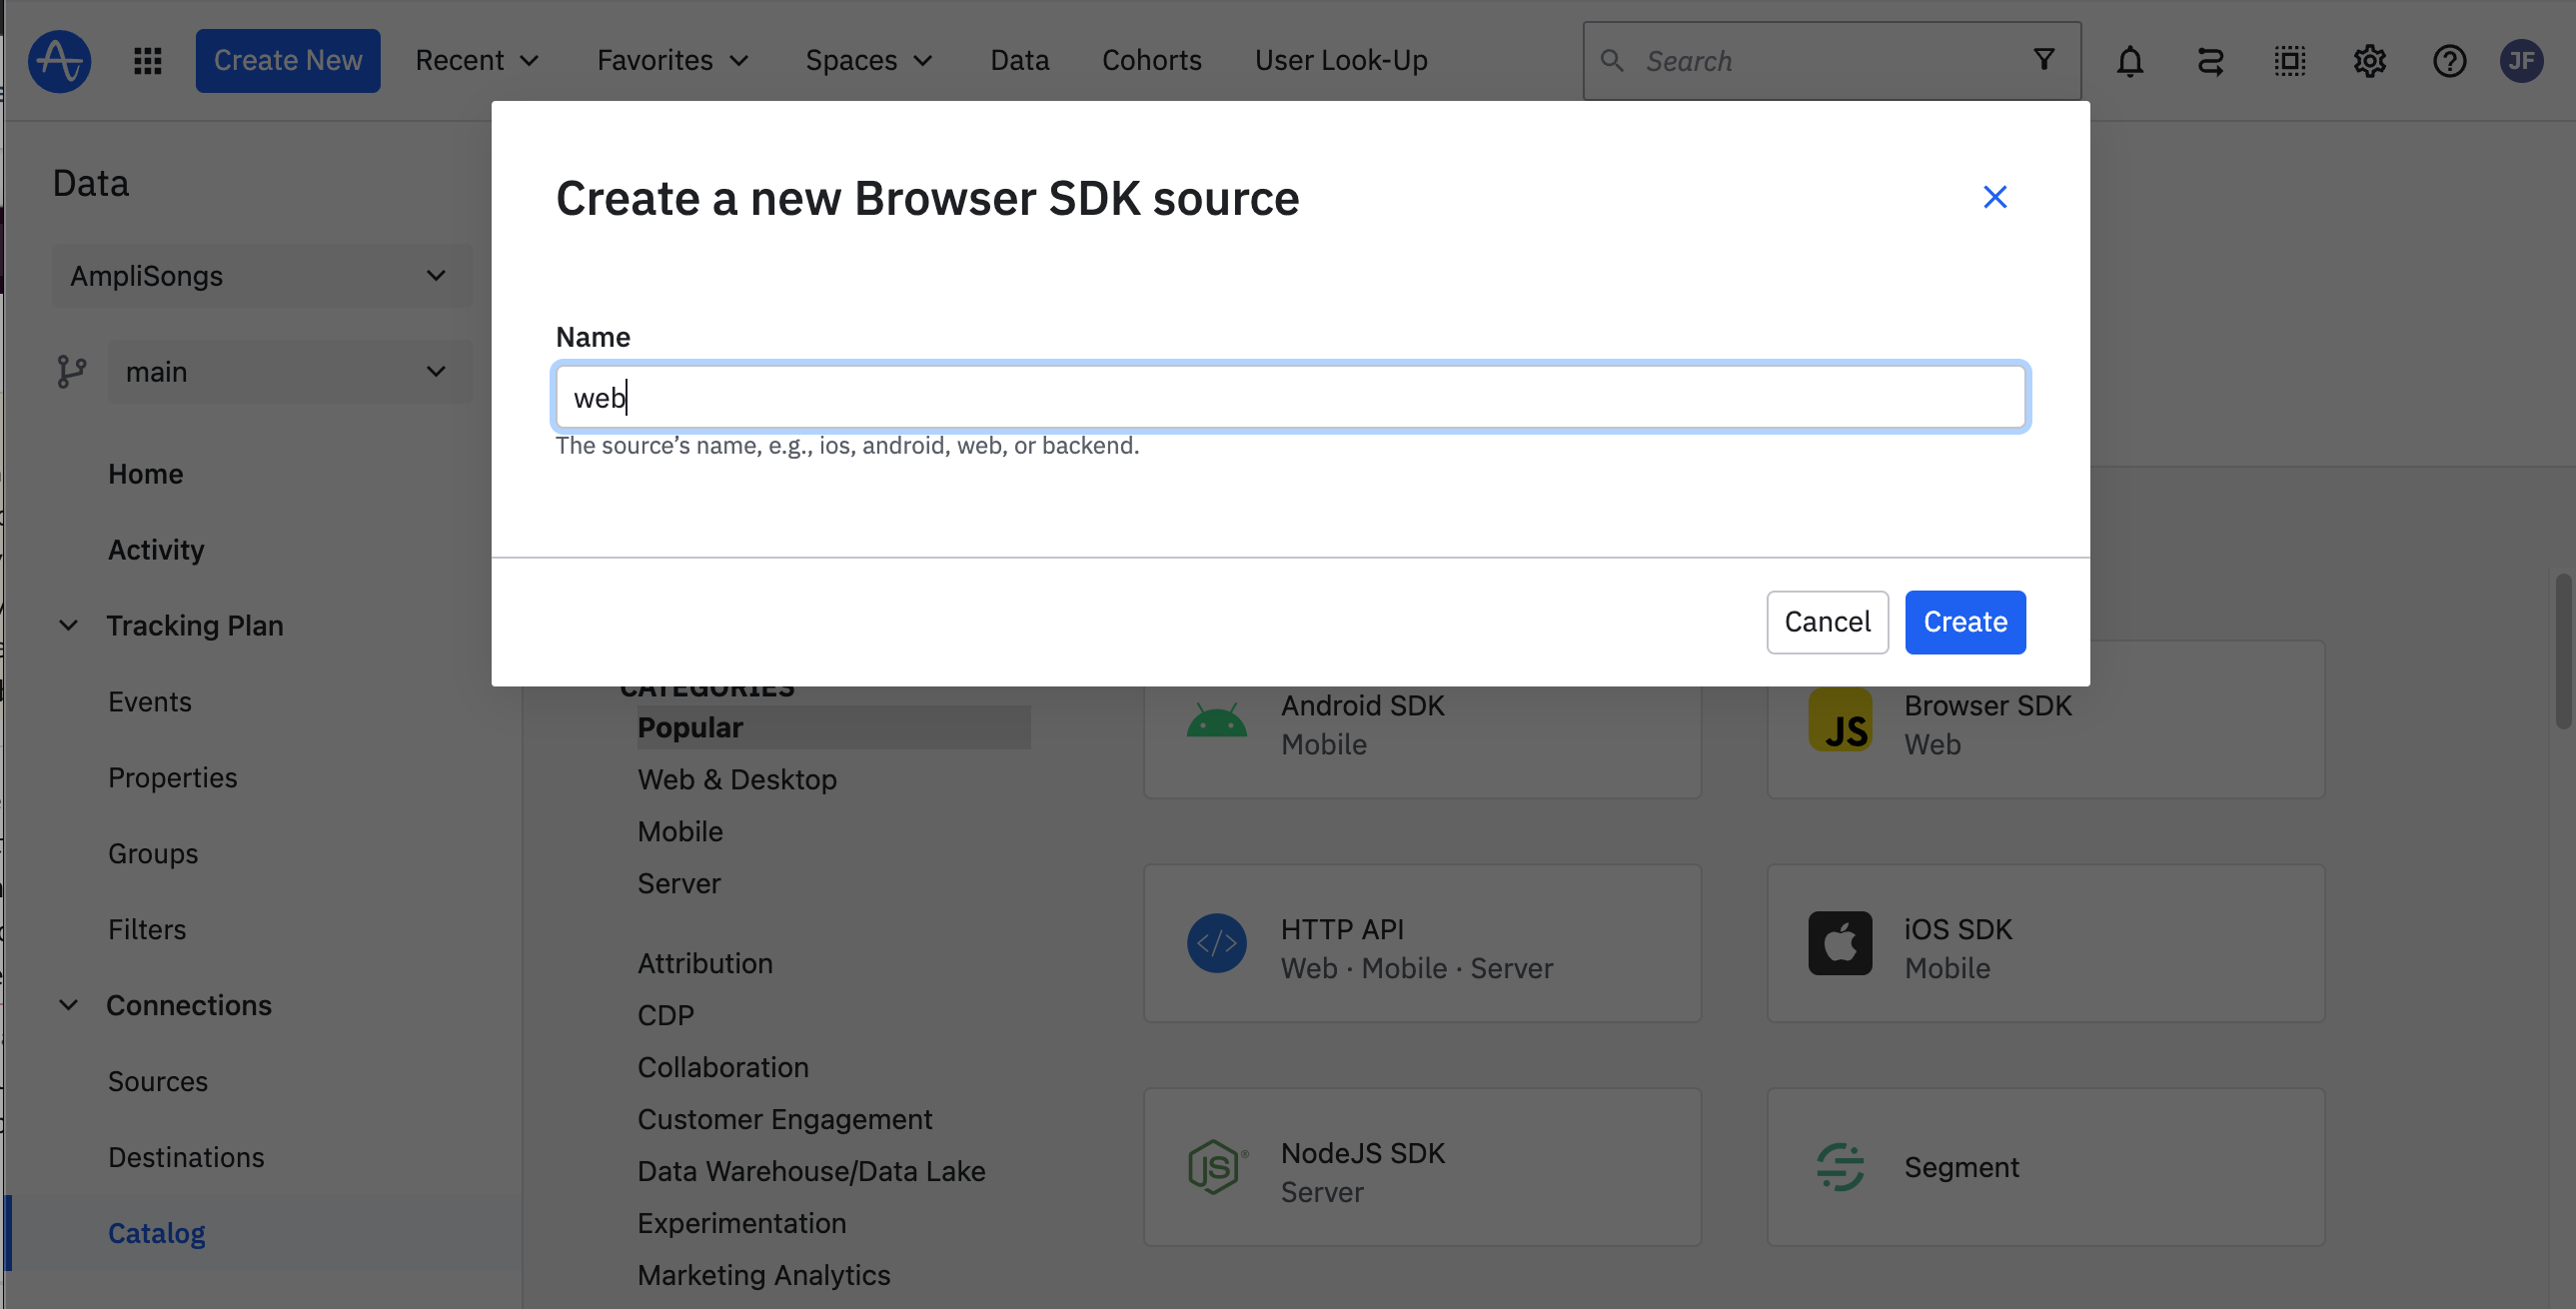 Create New
Recent
Favorites
Spaces
Data
Cohorts
User Look-Up
Search
JF
Data
AmpliSongs
main
Home
Activity
Tracking Plan
Events
Properties
Groups
Filters
Connections
Sources
Destinations
Catalog
Create a new Browser SDK source
Name
web
The source’s name, e.g., ios, android, web, or backend.
Cancel
Create
CATEGORIES
Popular
Web & Desktop
Mobile
Server
Attribution
CDP
Collaboration
Customer Engagement
Data Warehouse/Data Lake
Experimentation
Marketing Analytics
Android SDK
Mobile
JS
Browser SDK
Web
</>
HTTP API
Web · Mobile · Server
iOS SDK
Mobile
JS®
NodeJS SDK
Server
Segment